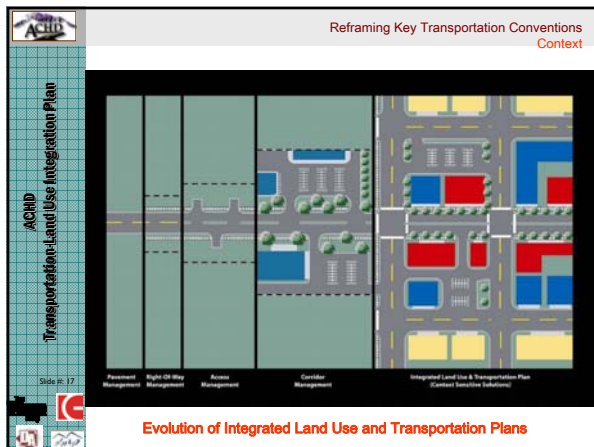 ACHD
Reframing Key Transportation Conventions
Context
ACHD
Transportation-Land Use Integration Plan
Pavement
Management
Right-Of-Way
Management
Access
Management
Corridor
Management
Integrated Land Use & Transportation Plan
(Context Sensitive Solutions)
Slide #: 17
Evolution of Integrated Land Use and Transportation Plans